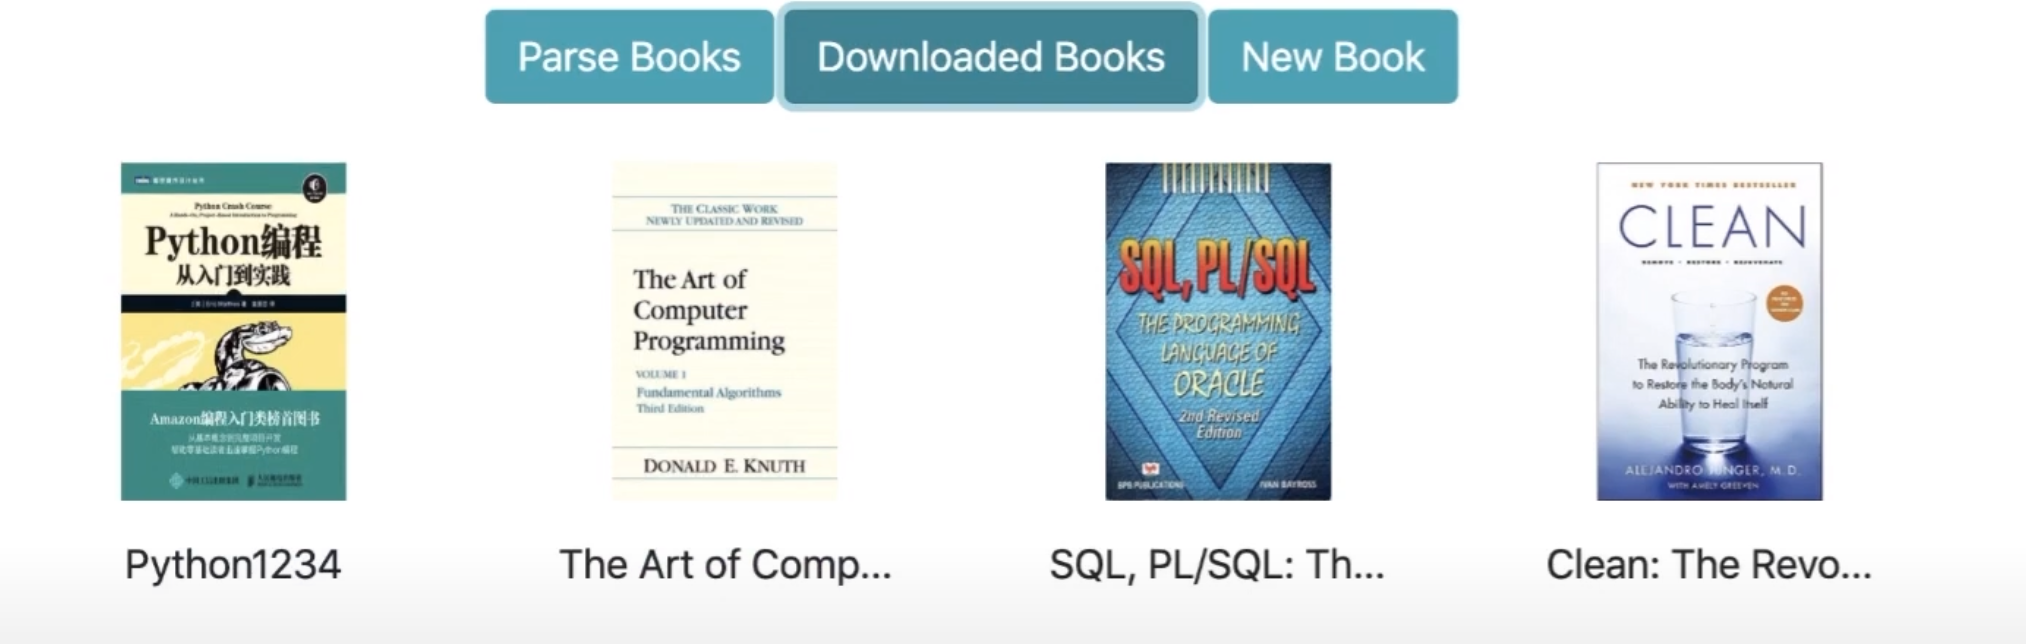 Parse Books
Downloaded Books
New Book
Python Crash Course
Python编程
从入门到实践
Amazon编程入门类榜首图书
Python1234
THE CLASSIC WORK
NEWLY UPDATED AND REVISED
The Art of
Computer
Programming
VOLUME 1
Fundamental Algorithms
Third Edition
DONALD E. KNUTH
The Art of Comp...
SQL, PL/SQL
THE PROGRAMMING
LANGUAGE OF
ORACLE
2nd Revised
Edition
BPB PUBLICATIONS
IVAN BAYROSS
SQL, PL/SQL: Th...
NEW YORK TIMES BESTSELLER
CLEAN
REMOVE • RESTORE • REJUVENATE
The Revolutionary Program
to Restore the Body's Natural
Ability to Heal Itself
ALEJANDRO JUNGER, M.D.
WITH AMELY GREEVEN
Clean: The Revo...